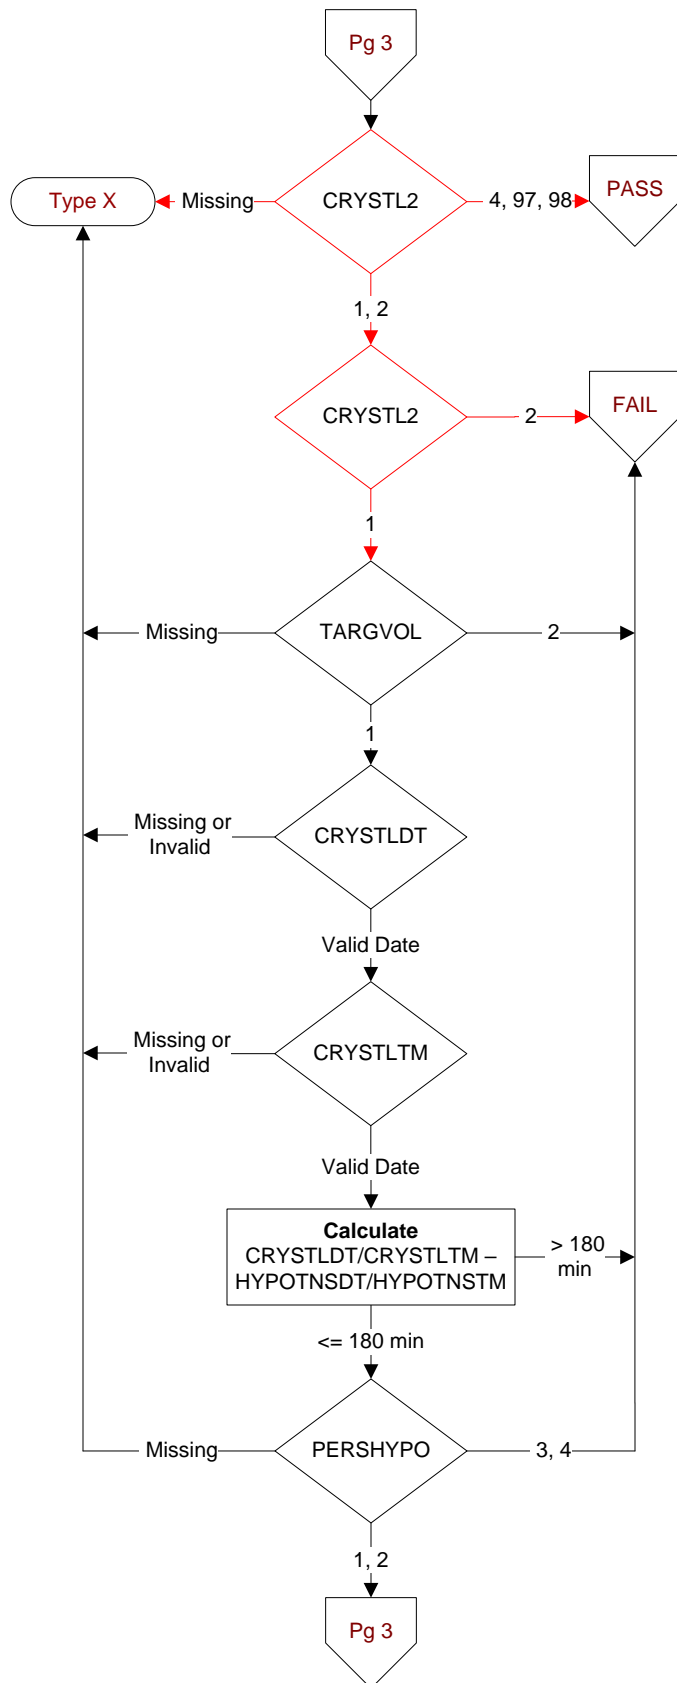 Pg 3
Type X
Missing
CRYSTL2
4, 97, 98
PASS
1, 2
CRYSTL2
2
FAIL
1
Missing
TARGVOL
2
1
Missing or
Invalid
CRYSTLDT
Valid Date
Missing or
Invalid
CRYSTLTM
Valid Date
Calculate
CRYSTLDT/CRYSTLTM –
HYPOTNSDT/HYPOTNSTM
> 180
min
<= 180 min
Missing
PERSHYPO
3, 4
1, 2
Pg 3